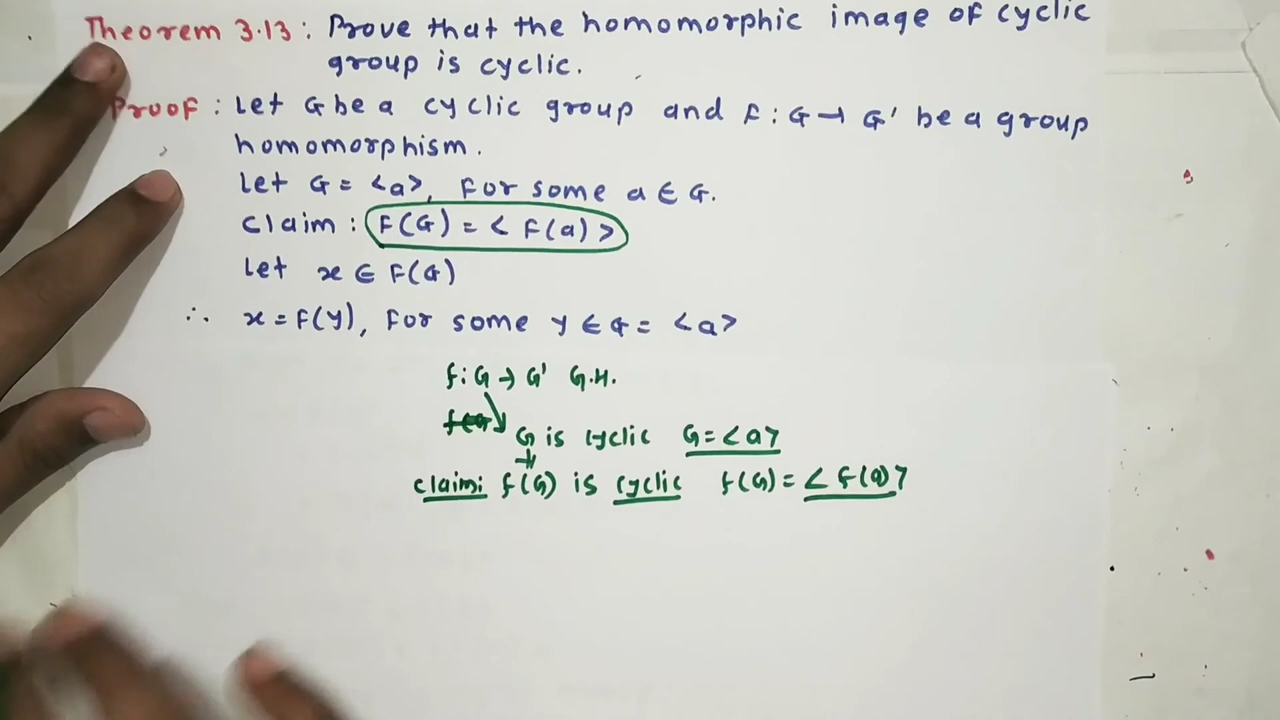 Theorem 3.13: Prove that the homomorphic image of cyclic
group is cyclic.
Proof: Let G be a cyclic group and f: G → G' be a group
homomorphism.
Let G = <a>, for some a ∈ G.
Claim: f(G) = < f(a) >
Let x ∈ f(G)
∴ x = f(y), for some y ∈ G = <a>
f: G → G' G.H.
G is cyclic G = <a>
claim: f(G) is cyclic f(G) = < f(a) >